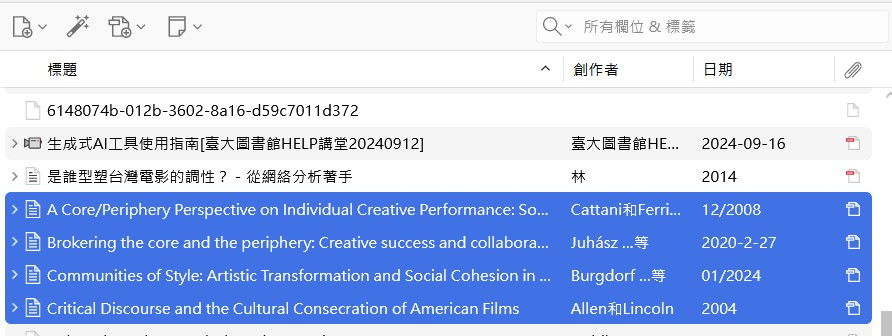 所有欄位 & 標籤
標題 創作者 日期
6148074b-012b-3602-8a16-d59c7011d372
生成式AI工具使用指南[臺大圖書館HELP講堂20240912] 臺大圖書館HE... 2024-09-16
是誰型塑台灣電影的調性？ - 從網絡分析著手 林 2014
A Core/Periphery Perspective on Individual Creative Performance: So... Cattani和Ferri... 12/2008
Brokering the core and the periphery: Creative success and collabora... Juhász ...等 2020-2-27
Communities of Style: Artistic Transformation and Social Cohesion in ... Burgdorf ...等 01/2024
Critical Discourse and the Cultural Consecration of American Films Allen和Lincoln 2004